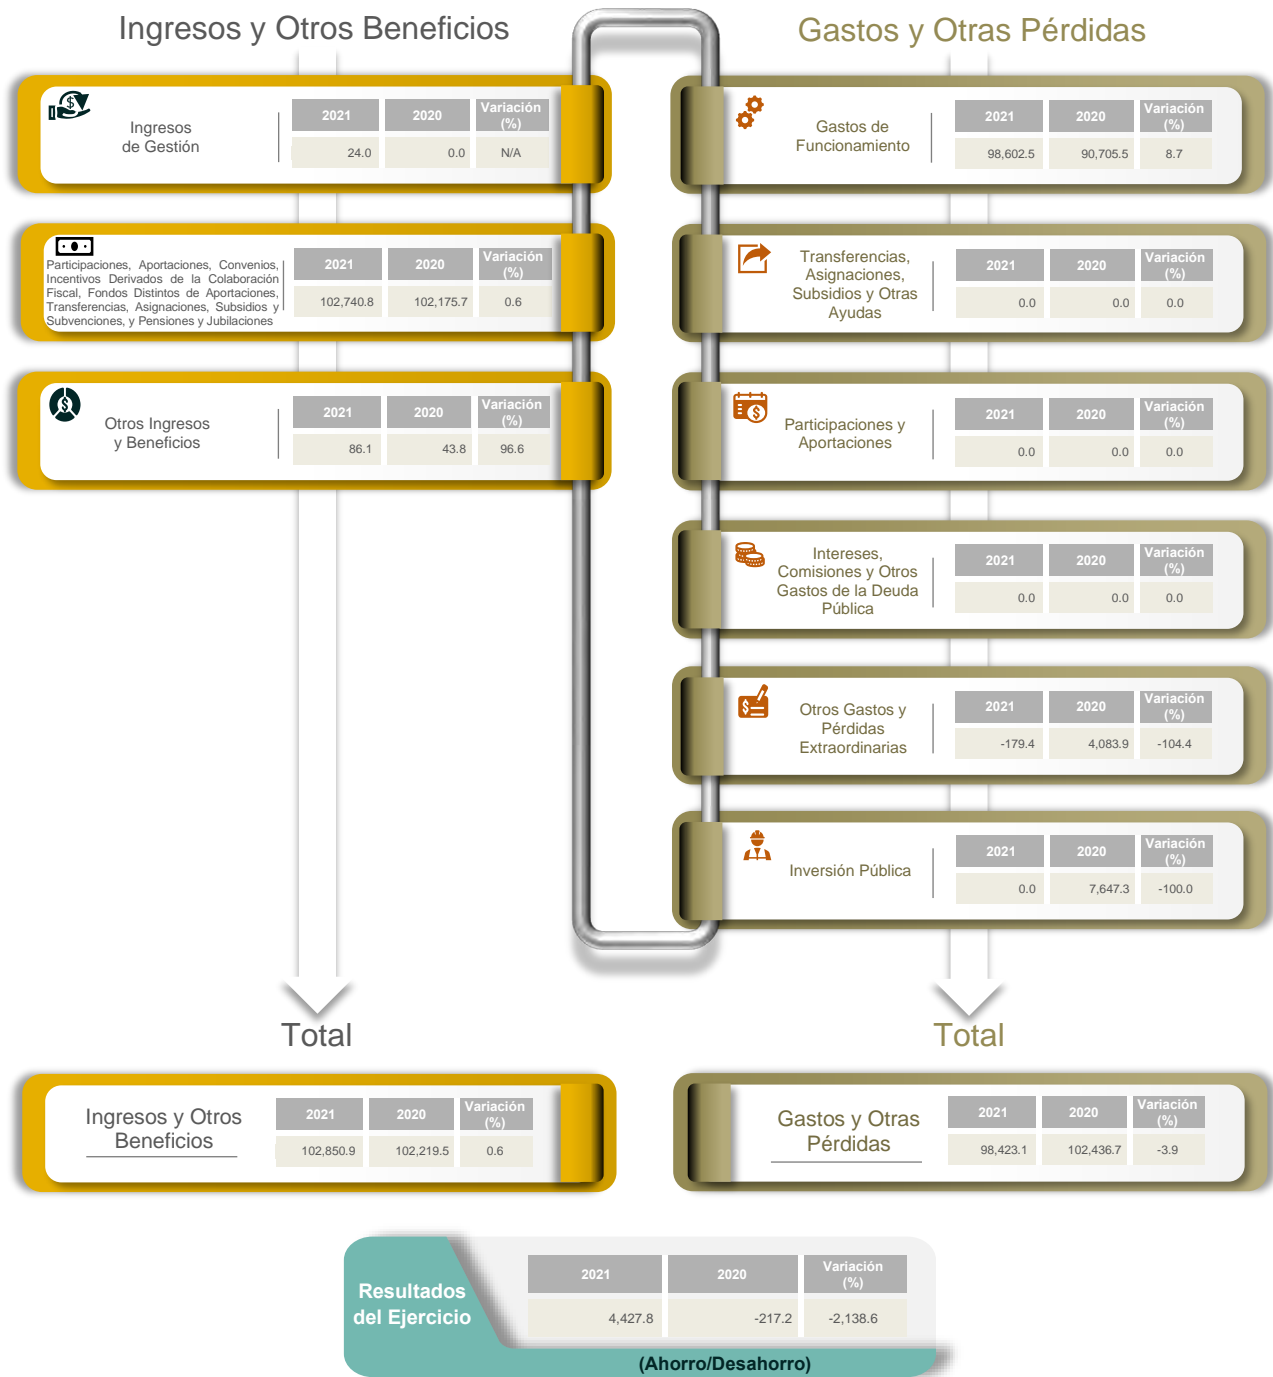 Ingresos y Otros Beneficios
Ingresos
de Gestión
2021 2020 Variación
(%)
24.0 0.0 N/A
Participaciones, Aportaciones, Convenios,
Incentivos Derivados de la Colaboración
Fiscal, Fondos Distintos de Aportaciones,
Transferencias, Asignaciones, Subsidios y
Subvenciones, y Pensiones y Jubilaciones
2021 2020 Variación
(%)
102,740.8 102,175.7 0.6
Otros Ingresos
y Beneficios
2021 2020 Variación
(%)
86.1 43.8 96.6
Gastos y Otras Pérdidas
Gastos de
Funcionamiento
2021 2020 Variación
(%)
98,602.5 90,705.5 8.7
Transferencias,
Asignaciones,
Subsidios y Otras
Ayudas
2021 2020 Variación
(%)
0.0 0.0 0.0
Participaciones y
Aportaciones
2021 2020 Variación
(%)
0.0 0.0 0.0
Intereses,
Comisiones y Otros
Gastos de la Deuda
Pública
2021 2020 Variación
(%)
0.0 0.0 0.0
Otros Gastos y
Pérdidas
Extraordinarias
2021 2020 Variación
(%)
-179.4 4,083.9 -104.4
Inversión Pública
2021 2020 Variación
(%)
0.0 7,647.3 -100.0
Total
Ingresos y Otros
Beneficios
2021 2020 Variación
(%)
102,850.9 102,219.5 0.6
Total
Gastos y Otras
Pérdidas
2021 2020 Variación
(%)
98,423.1 102,436.7 -3.9
Resultados
del Ejercicio
2021 2020 Variación
(%)
4,427.8 -217.2 -2,138.6
(Ahorro/Desahorro)